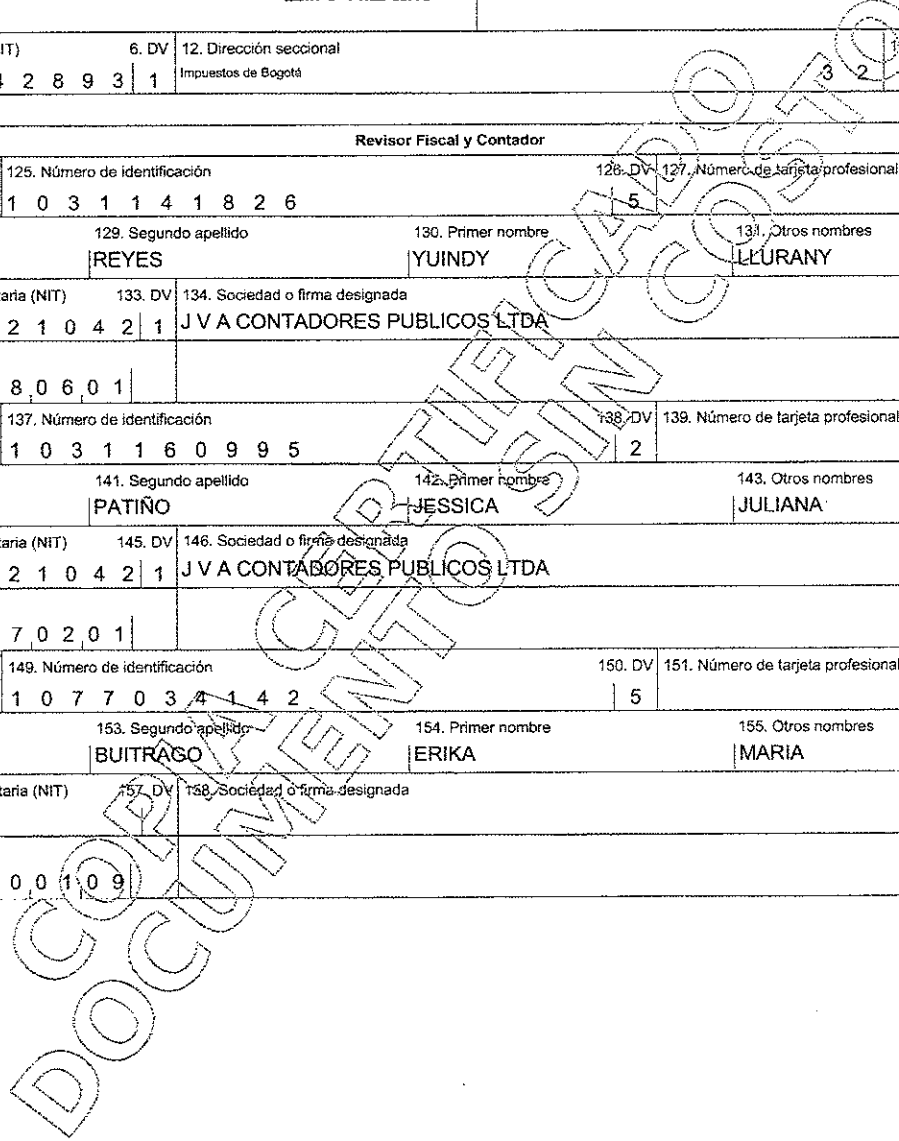 IT) 6. DV 12. Dirección seccional
2 8 9 3 1 Impuestos de Bogotá 3 2
Revisor Fiscal y Contador
125. Número de identificación 126. DV 127. Número de tarjeta profesional
1 0 3 1 1 4 1 8 2 6 5
129. Segundo apellido 130. Primer nombre 131. Otros nombres
REYES YUINDY LLURANY
taria (NIT) 133. DV 134. Sociedad o firma designada
2 1 0 4 2 1 J V A CONTADORES PUBLICOS LTDA
8 0 6 0 1
137. Número de identificación 138. DV 139. Número de tarjeta profesional
1 0 3 1 1 6 0 9 9 5 2
141. Segundo apellido 142. Primer nombre 143. Otros nombres
PATIÑO JESSICA JULIANA
taria (NIT) 145. DV 146. Sociedad o firma designada
2 1 0 4 2 1 J V A CONTADORES PUBLICOS LTDA
7 0 2 0 1
149. Número de identificación 150. DV 151. Número de tarjeta profesional
1 0 7 7 0 3 4 1 4 2 5
153. Segundo apellido 154. Primer nombre 155. Otros nombres
BUITRAGO ERIKA MARIA
taria (NIT) 157. DV 158. Sociedad o firma designada
0 0 1 0 9
COPIA CERTIFICADO
DOCUMENTO SIN COSTO